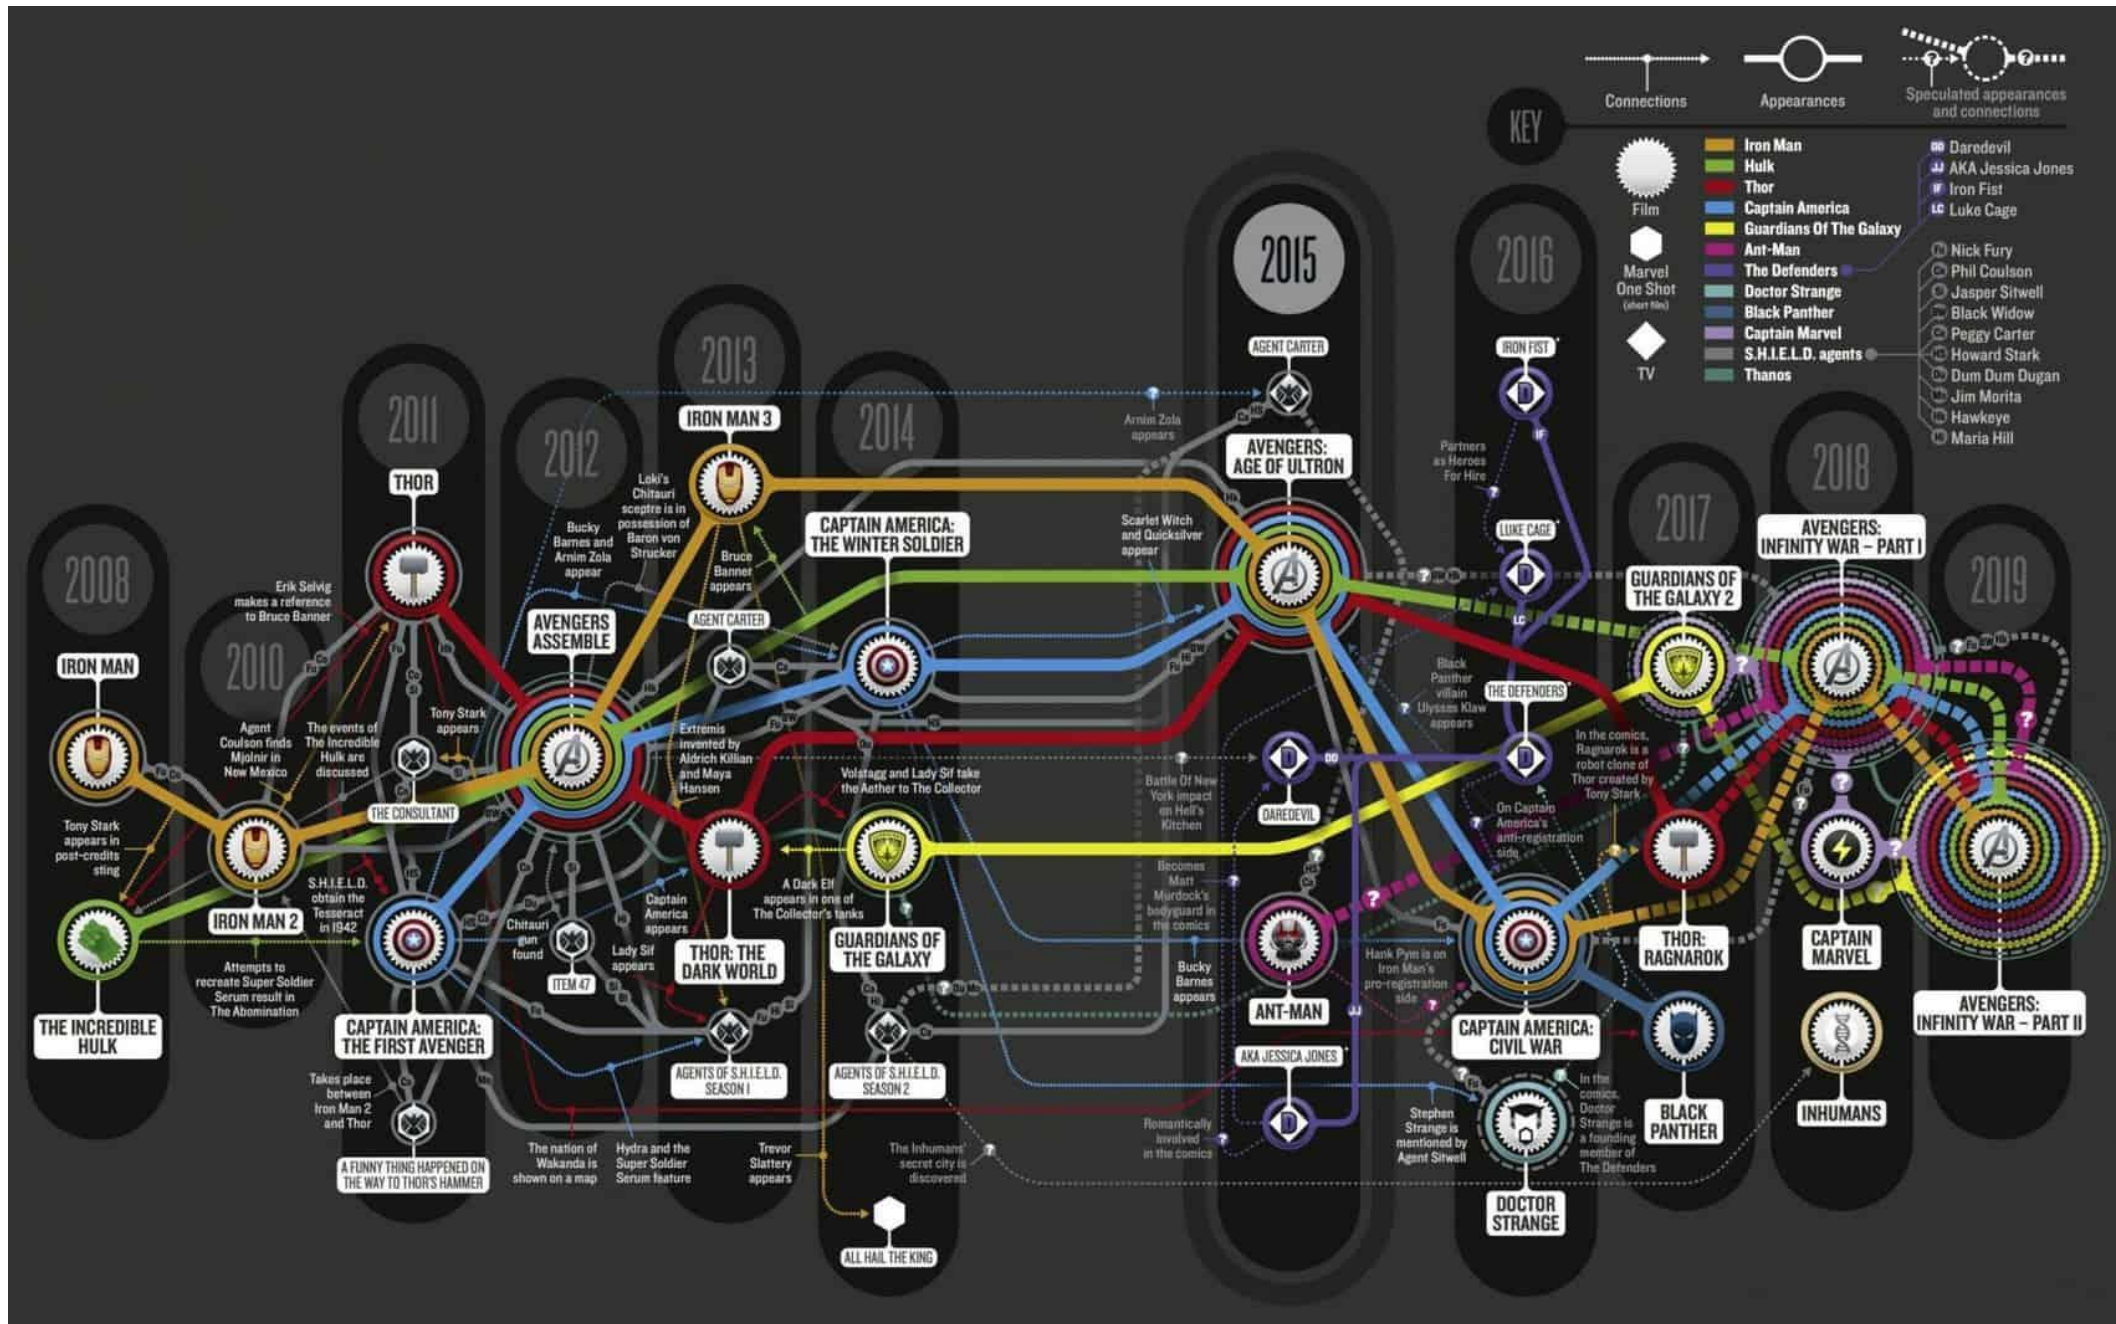 Connections
Appearances
Speculated appearances
and connections
KEY
Film
Marvel
One Shot
(short film)
TV
Iron Man
Hulk
Thor
Captain America
Guardians Of The Galaxy
Ant-Man
The Defenders
Doctor Strange
Black Panther
Captain Marvel
S.H.I.E.L.D. agents
Thanos
DD Daredevil
JJ AKA Jessica Jones
IF Iron Fist
LC Luke Cage
Nick Fury
Phil Coulson
Jasper Sitwell
Black Widow
Peggy Carter
Howard Stark
Dum Dum Dugan
Jim Morita
Hawkeye
Maria Hill
2008
IRON MAN
Tony Stark
appears in
post-credits
sting
THE INCREDIBLE
HULK
2010
Agent
Coulson finds
Mjolnir in
New Mexico
IRON MAN 2
Attempts to
recreate Super Soldier
Serum result in
The Abomination
2011
THOR
Erik Selvig
makes a reference
to Bruce Banner
The events of
The Incredible
Hulk are
discussed
Tony Stark
appears
THE CONSULTANT
S.H.I.E.L.D.
obtain the
Tesseract
in 1942
CAPTAIN AMERICA:
THE FIRST AVENGER
Takes place
between
Iron Man 2
and Thor
A FUNNY THING HAPPENED ON
THE WAY TO THOR'S HAMMER
2012
Bucky
Barnes and
Arnim Zola
appear
AVENGERS
ASSEMBLE
Chitauri
gun
found
ITEM 47
The nation of
Wakanda is
shown on a map
Hydra and the
Super Soldier
Serum feature
2013
IRON MAN 3
Loki's
Chitauri
sceptre is in
possession of
Baron von
Strucker
Bruce
Banner
appears
AGENT CARTER
Extremis
invented by
Aldrich Killian
and Maya
Hansen
Captain
America
appears
Lady Sif
appears
THOR: THE
DARK WORLD
AGENTS OF S.H.I.E.L.D.
SEASON 1
Trevor
Slattery
appears
2014
CAPTAIN AMERICA:
THE WINTER SOLDIER
Volstagg and Lady Sif take
the Aether to The Collector
A Dark Elf
appears in one of
The Collector's tanks
GUARDIANS OF
THE GALAXY
AGENTS OF S.H.I.E.L.D.
SEASON 2
The Inhumans'
secret city is
discovered
ALL HAIL THE KING
2015
AGENT CARTER
Arnim Zola
appears
AVENGERS:
AGE OF ULTRON
Scarlet Witch
and Quicksilver
appear
Battle Of New
York impact
on Hell's
Kitchen
DAREDEVIL
DD
Becomes
Matt
Murdock's
bodyguard in
the comics
Bucky
Barnes
appears
ANT-MAN
AKA JESSICA JONES
JJ
Romantically
involved
in the comics
2016
IRON FIST
IF
Partners
as Heroes
For Hire
LUKE CAGE
LC
Black
Panther
villain
Ulysses Klaw
appears
THE DEFENDERS
On Captain
America's
anti-registration
side
Hank Pym is on
Iron Man's
pro-registration
side
CAPTAIN AMERICA:
CIVIL WAR
Stephen
Strange is
mentioned by
Agent Sitwell
In the
comics,
Doctor
Strange is
a founding
member of
The Defenders
DOCTOR
STRANGE
2017
GUARDIANS OF
THE GALAXY 2
In the comics,
Ragnarok is a
robot clone of
Thor created by
Tony Stark
THOR:
RAGNAROK
BLACK
PANTHER
2018
AVENGERS:
INFINITY WAR – PART I
CAPTAIN
MARVEL
INHUMANS
2019
AVENGERS:
INFINITY WAR – PART II